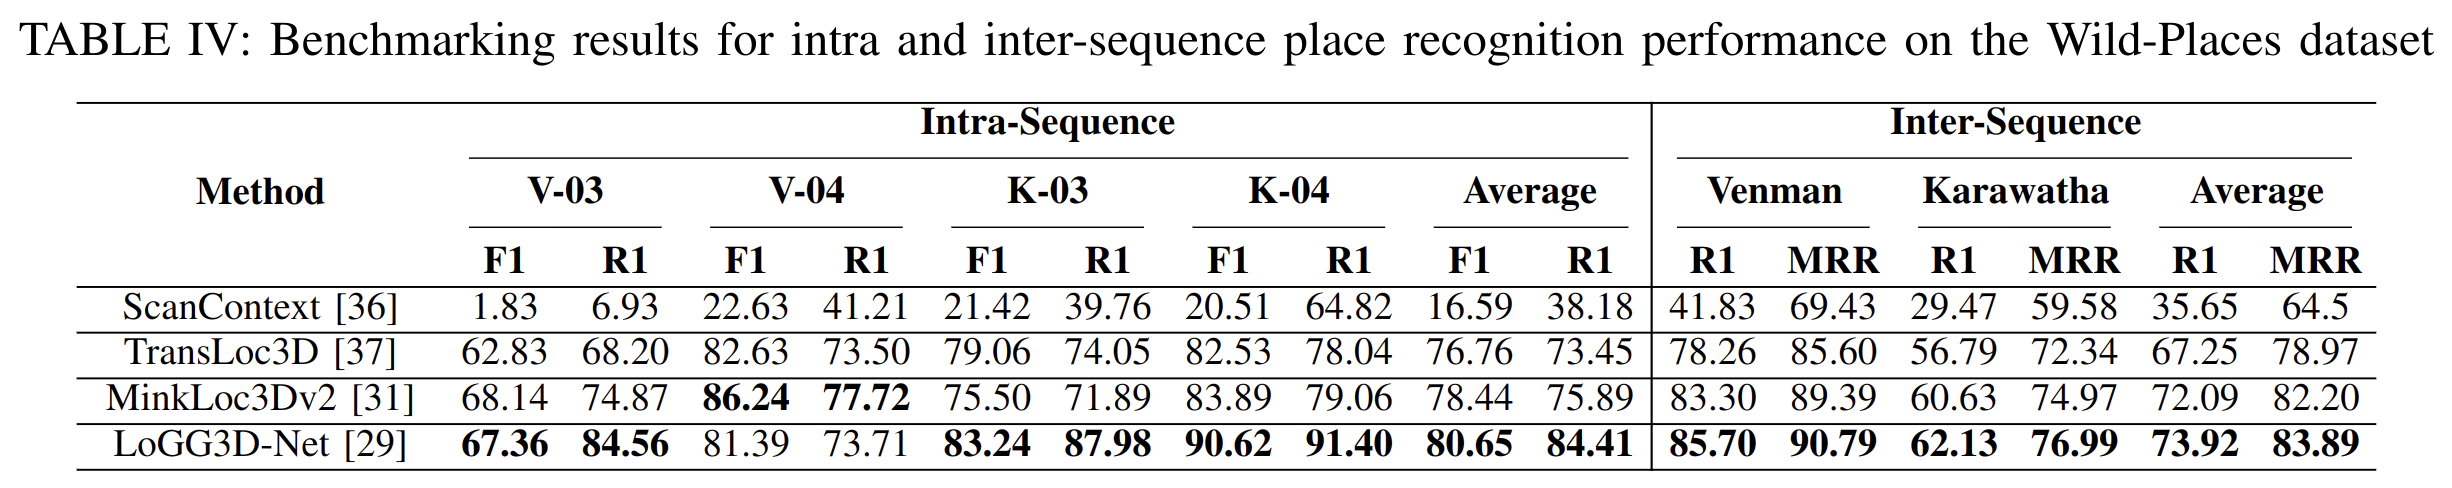 TABLE IV: Benchmarking results for intra and inter-sequence place recognition performance on the Wild-Places dataset
Intra-Sequence Inter-Sequence
Method V-03 V-04 K-03 K-04 Average Venman Karawatha Average
F1 R1 F1 R1 F1 R1 F1 R1 F1 R1 R1 MRR R1 MRR R1 MRR
ScanContext [36] 1.83 6.93 22.63 41.21 21.42 39.76 20.51 64.82 16.59 38.18 41.83 69.43 29.47 59.58 35.65 64.5
TransLoc3D [37] 62.83 68.20 82.63 73.50 79.06 74.05 82.53 78.04 76.76 73.45 78.26 85.60 56.79 72.34 67.25 78.97
MinkLoc3Dv2 [31] 68.14 74.87 86.24 77.72 75.50 71.89 83.89 79.06 78.44 75.89 83.30 89.39 60.63 74.97 72.09 82.20
LoGG3D-Net [29] 67.36 84.56 81.39 73.71 83.24 87.98 90.62 91.40 80.65 84.41 85.70 90.79 62.13 76.99 73.92 83.89